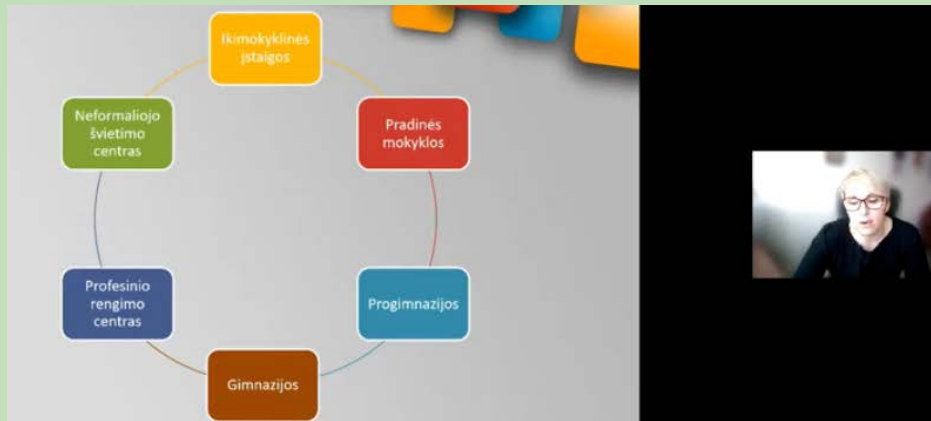 Ikimokyklinės
įstaigos
Pradinės
mokyklos
Progimnazijos
Gimnazijos
Profesinio
rengimo
centras
Neformaliojo
švietimo
centras